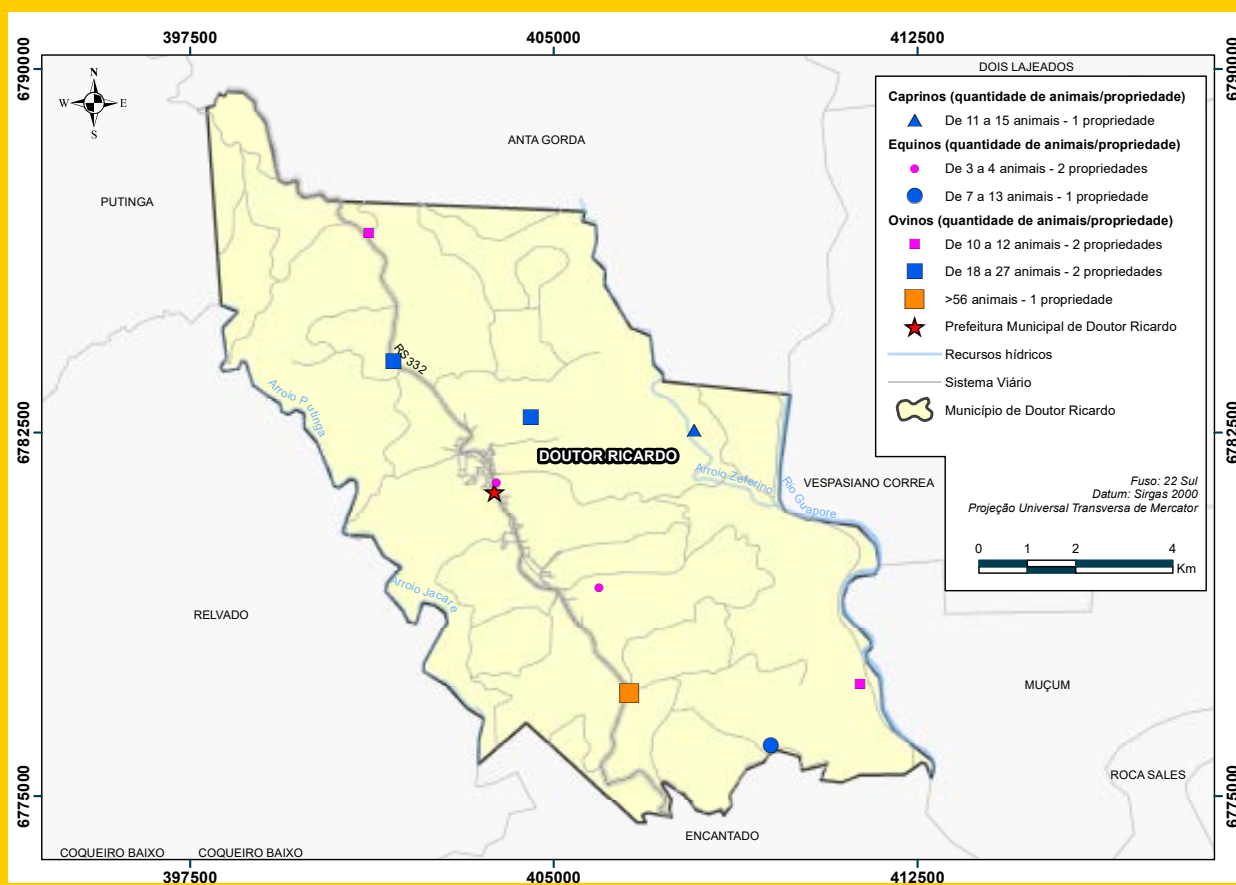 397500
405000
412500
6790000
6790000
DOIS LAJEADOS
N
W
E
S
Caprinos (quantidade de animais/propriedade)
De 11 a 15 animais - 1 propriedade
Equinos (quantidade de animais/propriedade)
De 3 a 4 animais - 2 propriedades
De 7 a 13 animais - 1 propriedade
Ovinos (quantidade de animais/propriedade)
De 10 a 12 animais - 2 propriedades
De 18 a 27 animais - 2 propriedades
>56 animais - 1 propriedade
Prefeitura Municipal de Doutor Ricardo
Recursos hídricos
Sistema Viário
Município de Doutor Ricardo
Fuso: 22 Sul
Datum: Sirgas 2000
Projeção Universal Transversa de Mercator
0 1 2 4
Km
ANTA GORDA
PUTINGA
RS 332
Arroio Putinga
6782500
6782500
DOUTOR RICARDO
Arroio Zeferino
Rio Guapore
VESPASIANO CORREA
Arroio Jacare
RELVADO
MUÇUM
ROCA SALES
6775000
6775000
ENCANTADO
COQUEIRO BAIXO
COQUEIRO BAIXO
397500
405000
412500